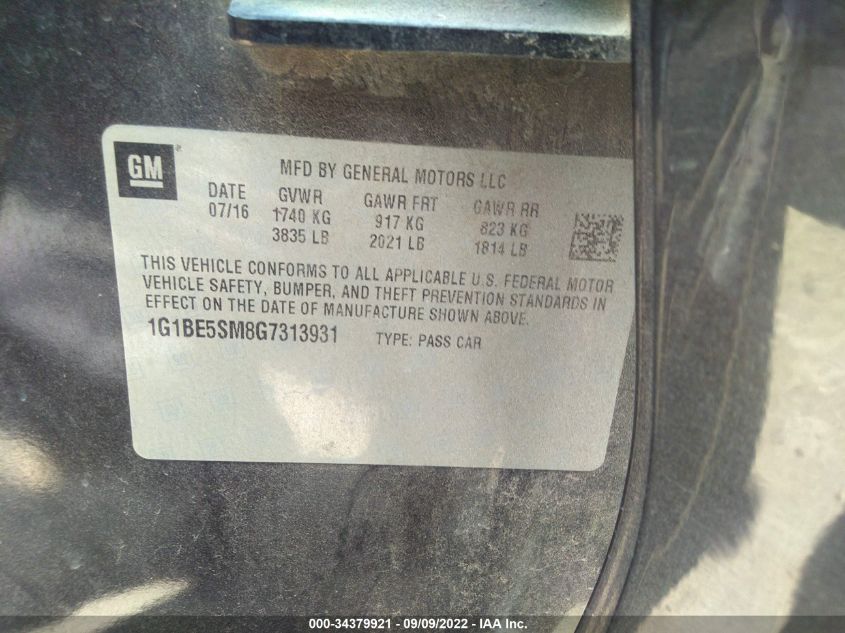 GM
MFD BY GENERAL MOTORS LLC
DATE GVWR GAWR FRT GAWR RR
07/16 1740 KG 917 KG 823 KG
3835 LB 2021 LB 1814 LB
THIS VEHICLE CONFORMS TO ALL APPLICABLE U.S. FEDERAL MOTOR
VEHICLE SAFETY, BUMPER, AND THEFT PREVENTION STANDARDS IN
EFFECT ON THE DATE OF MANUFACTURE SHOWN ABOVE.
1G1BE5SM8G7313931 TYPE: PASS CAR
000-34379921 - 09/09/2022 - IAA Inc.